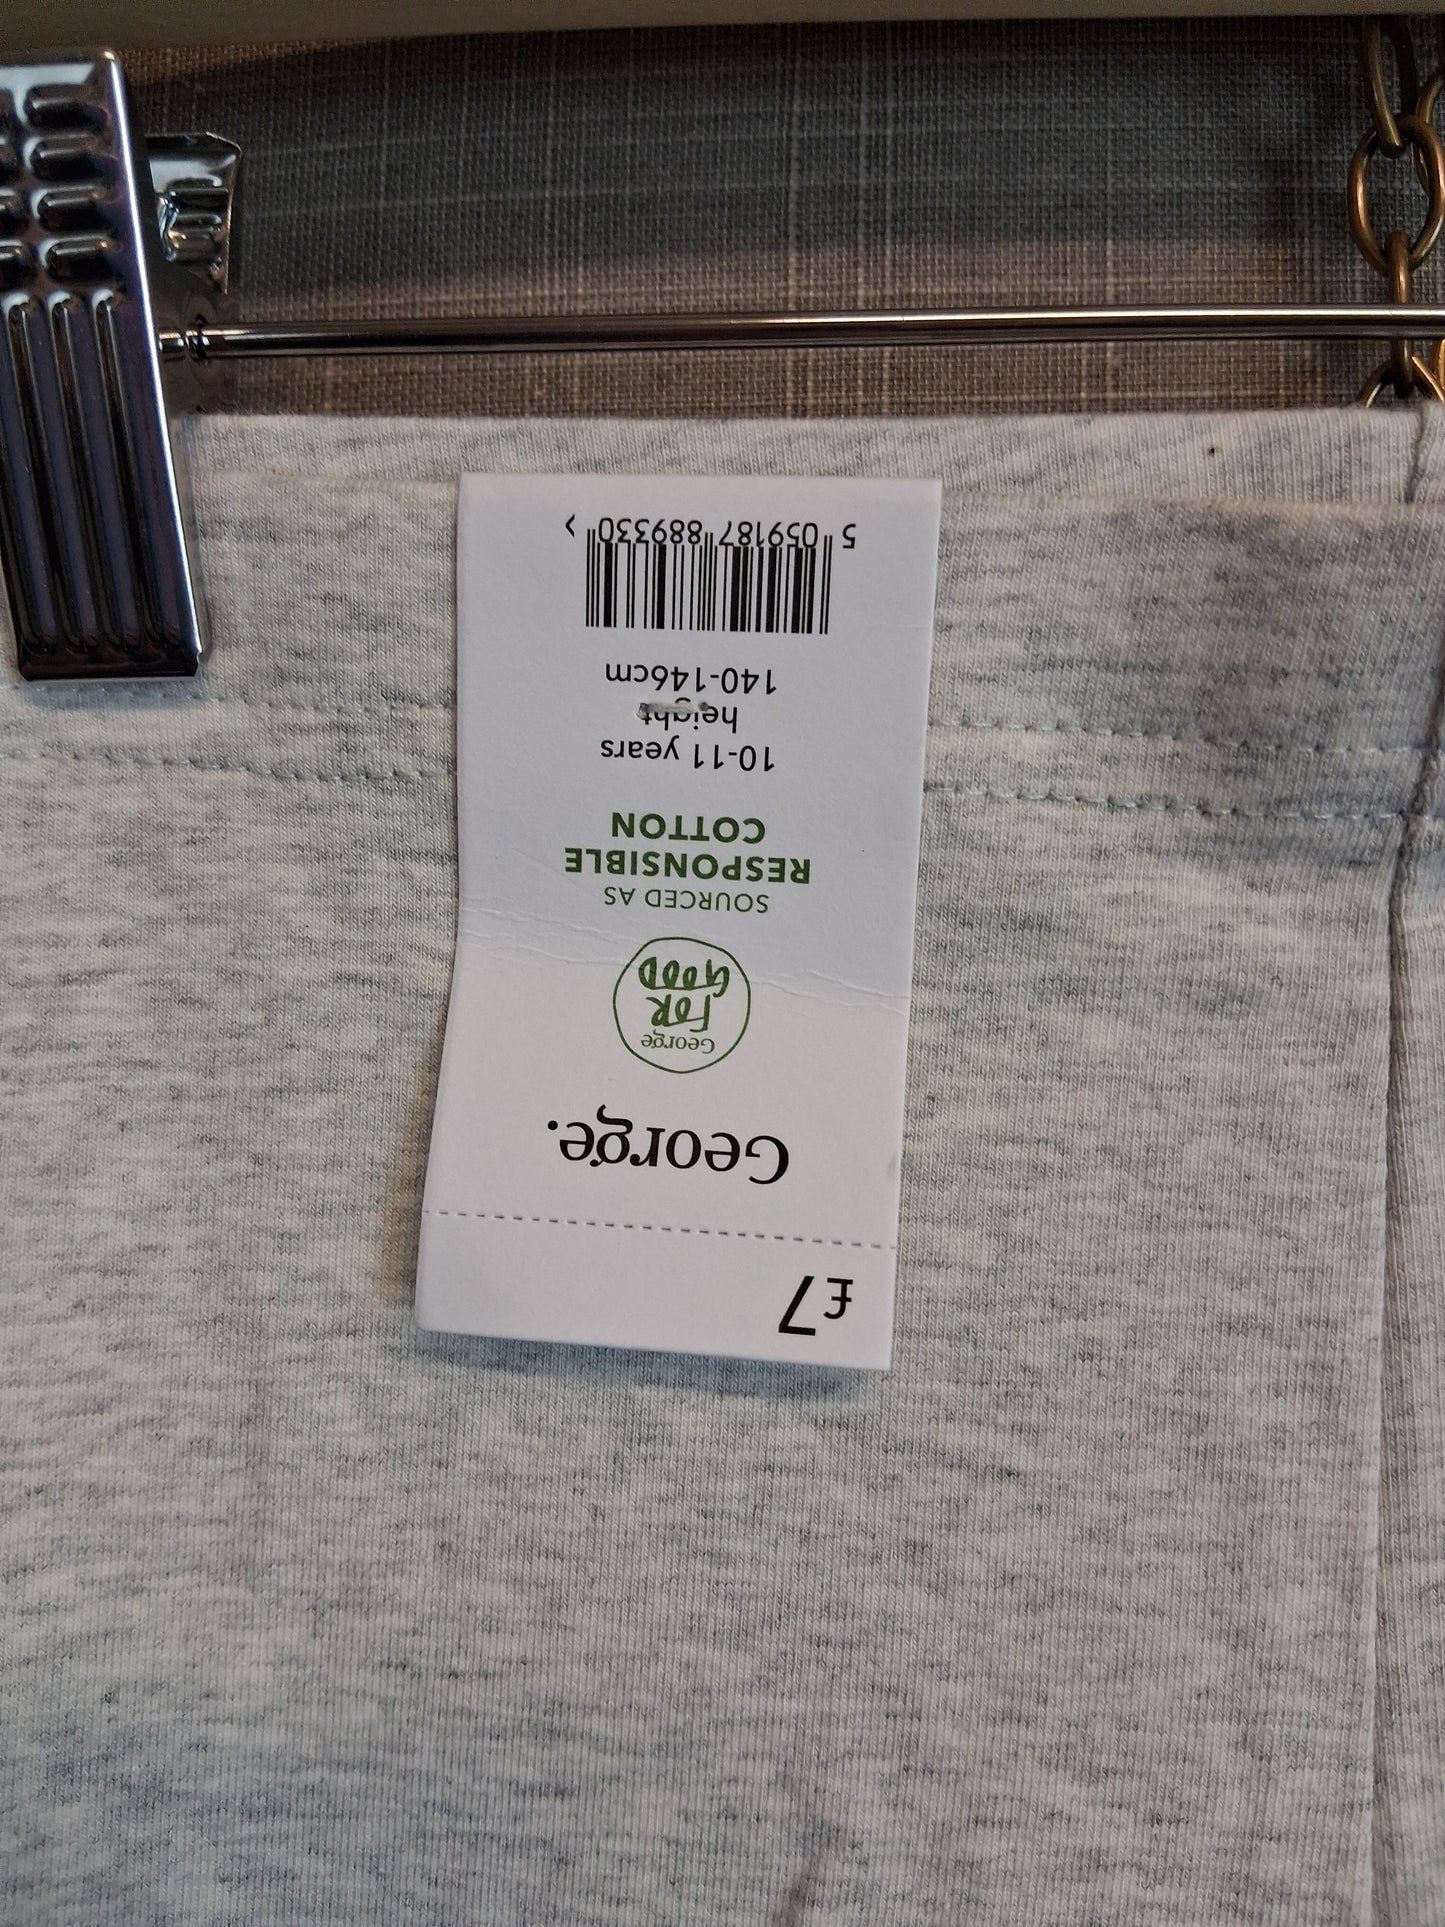 £7
George.
George
FOR
GOOD
SOURCED AS
RESPONSIBLE
COTTON
10-11 years
height
140-146cm
5 059187 889330 >